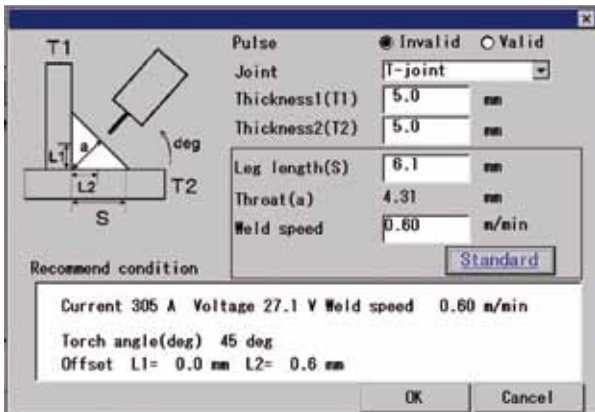 T1
L1
a
deg
L2
T2
S
Pulse Invalid Valid
Joint T-joint
Thickness1(T1) 5.0 mm
Thickness2(T2) 5.0 mm
Leg length(S) 6.1 mm
Throat(a) 4.31 mm
Weld speed 0.60 m/min
Standard
Recommend condition
Current 305 A Voltage 27.1 V Weld speed 0.60 m/min
Torch angle(deg) 45 deg
Offset L1= 0.0 mm L2= 0.6 mm
OK Cancel